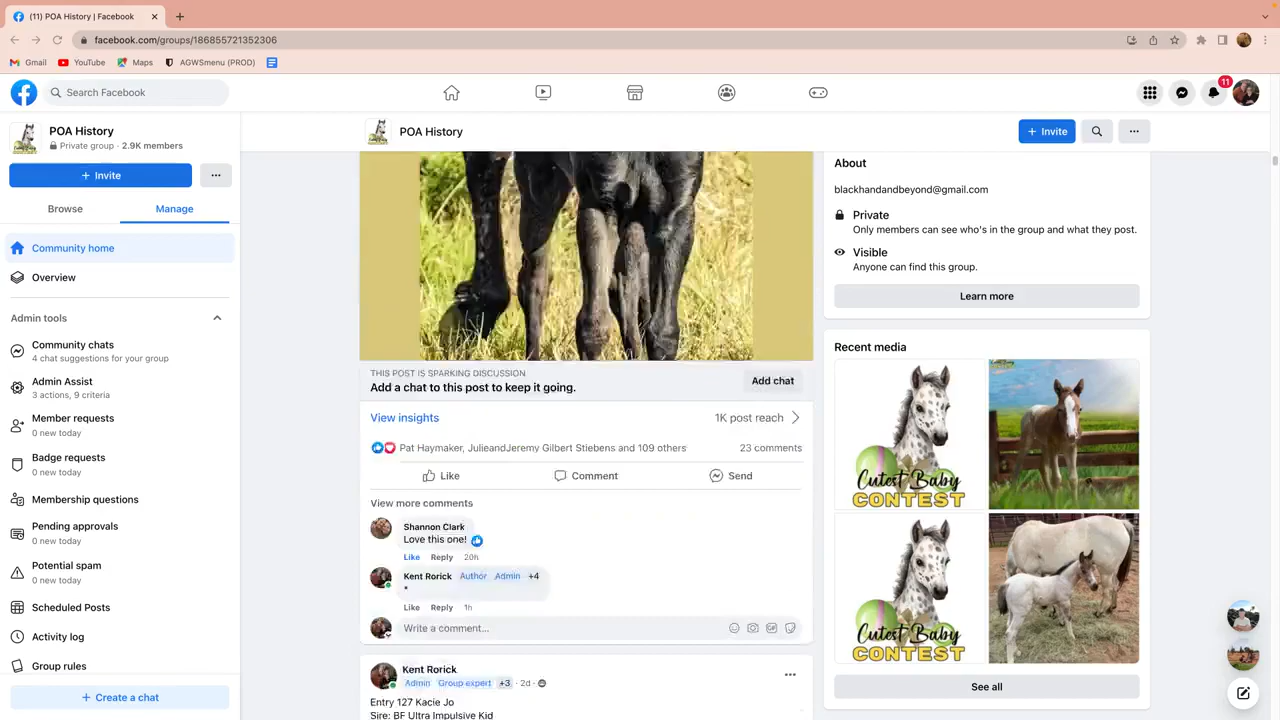 (11) POA History | Facebook
facebook.com/groups/186855721352306
Gmail YouTube Maps AGWSmenu (PROD)
Search Facebook
11
POA History
Private group · 2.9K members
+ Invite
Browse Manage
Community home
Overview
Admin tools
Community chats
4 chat suggestions for your group
Admin Assist
3 actions, 9 criteria
Member requests
0 new today
Badge requests
0 new today
Membership questions
Pending approvals
0 new today
Potential spam
0 new today
Scheduled Posts
Activity log
Group rules
+ Create a chat
POA History
+ Invite
THIS POST IS SPARKING DISCUSSION
Add a chat to this post to keep it going.
Add chat
View insights 1K post reach
Pat Haymaker, JulieandJeremy Gilbert Stiebens and 109 others 23 comments
Like Comment Send
View more comments
Shannon Clark
Love this one!
Like Reply 20h
Kent Rorick Author Admin +4
*
Like Reply 1h
Write a comment...
Kent Rorick
Admin Group expert +3 · 2d ·
Entry 127 Kacie Jo
Sire: BF Ultra Impulsive Kid
About
blackhandandbeyond@gmail.com
Private
Only members can see who's in the group and what they post.
Visible
Anyone can find this group.
Learn more
Recent media
Cutest Baby
CONTEST
Cutest Baby
CONTEST
See all